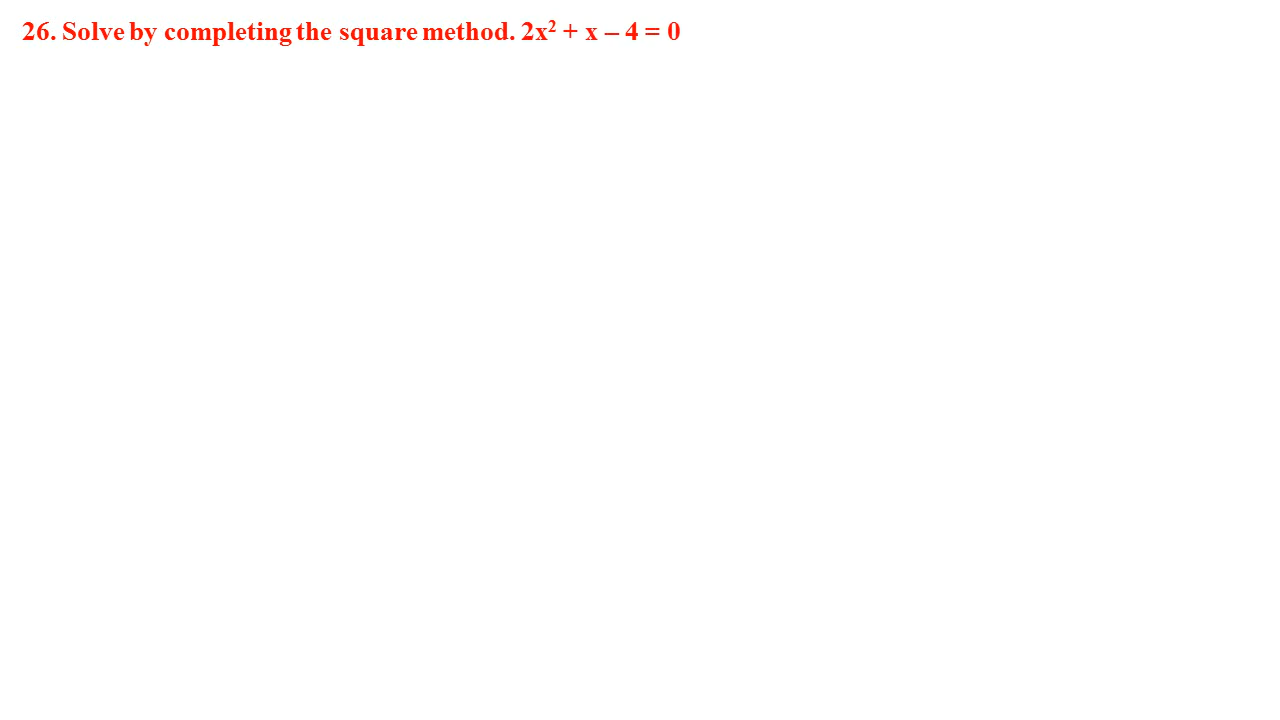 26. Solve by completing the square method. 2x² + x – 4 = 0